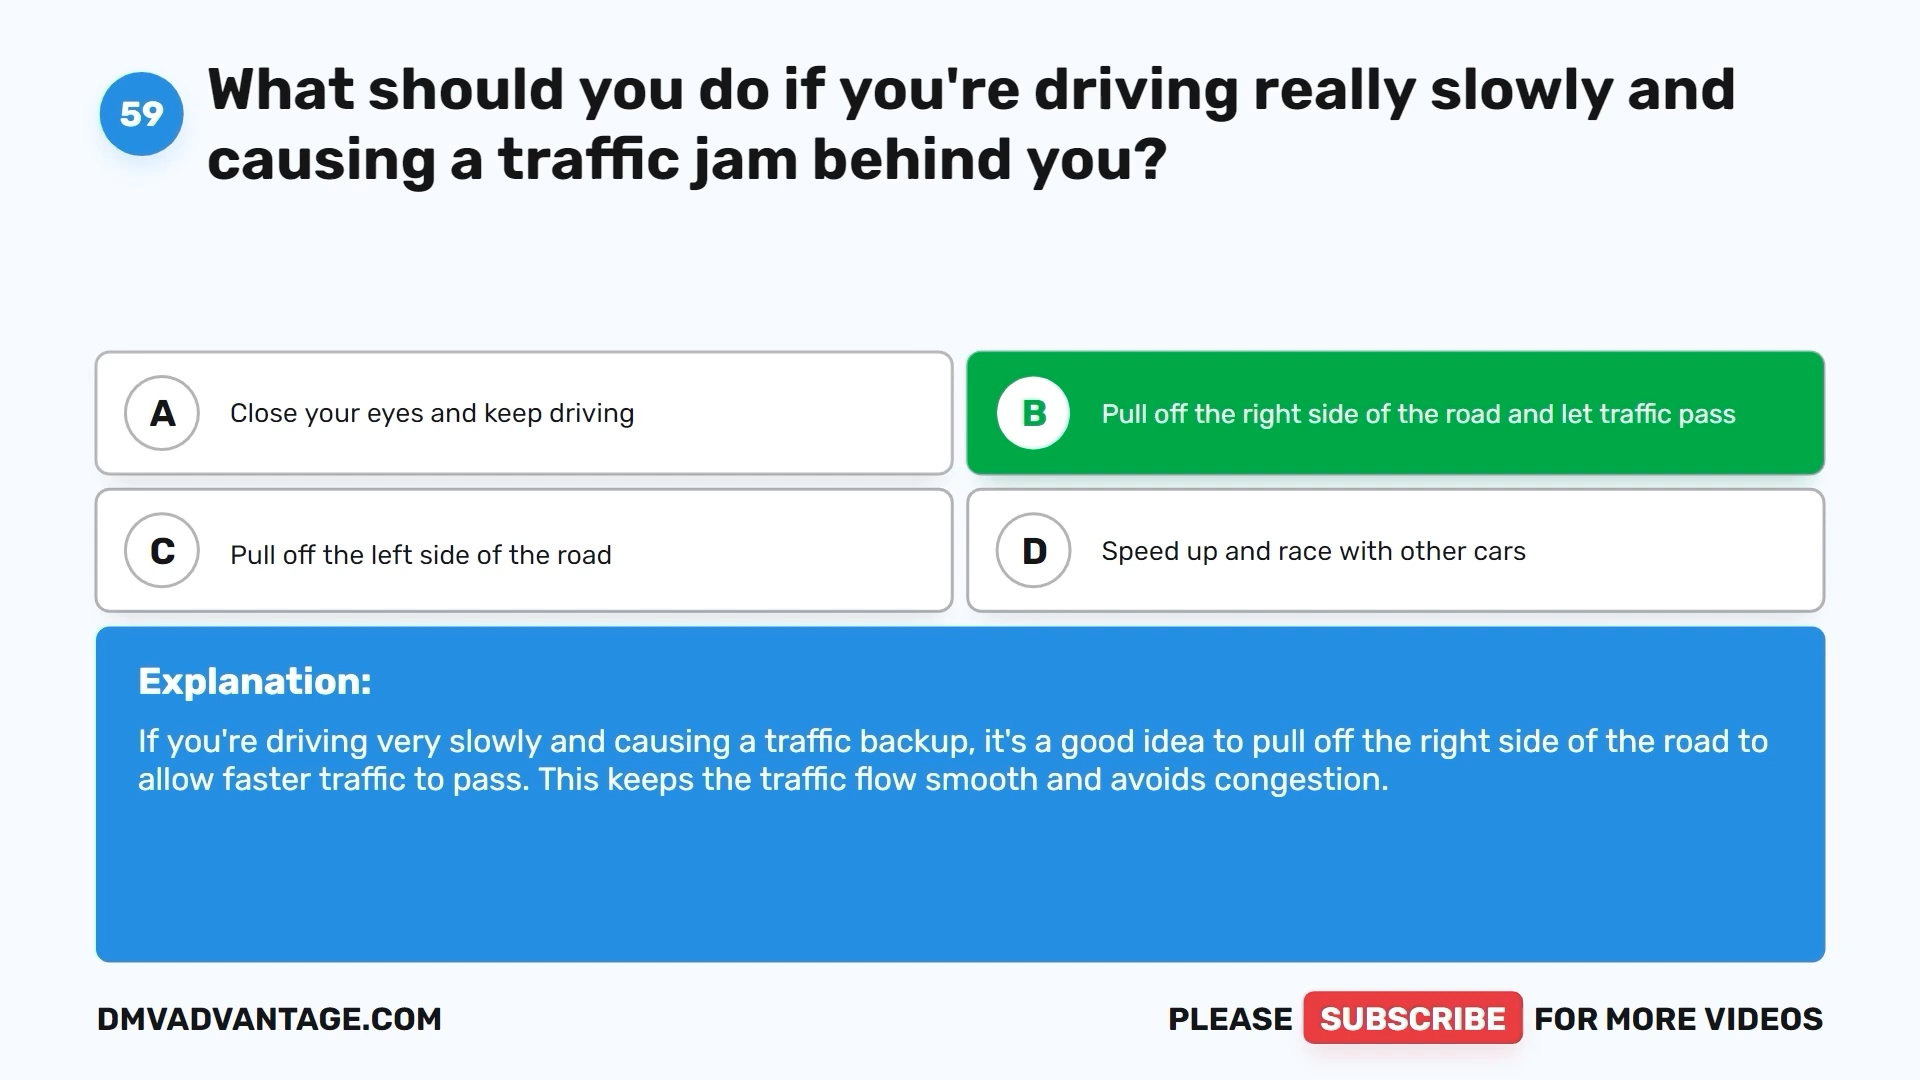 59
What should you do if you're driving really slowly and
causing a traffic jam behind you?
A
Close your eyes and keep driving
B
Pull off the right side of the road and let traffic pass
C
Pull off the left side of the road
D
Speed up and race with other cars
Explanation:
If you're driving very slowly and causing a traffic backup, it's a good idea to pull off the right side of the road to
allow faster traffic to pass. This keeps the traffic flow smooth and avoids congestion.
DMVADVANTAGE.COM
PLEASE SUBSCRIBE FOR MORE VIDEOS